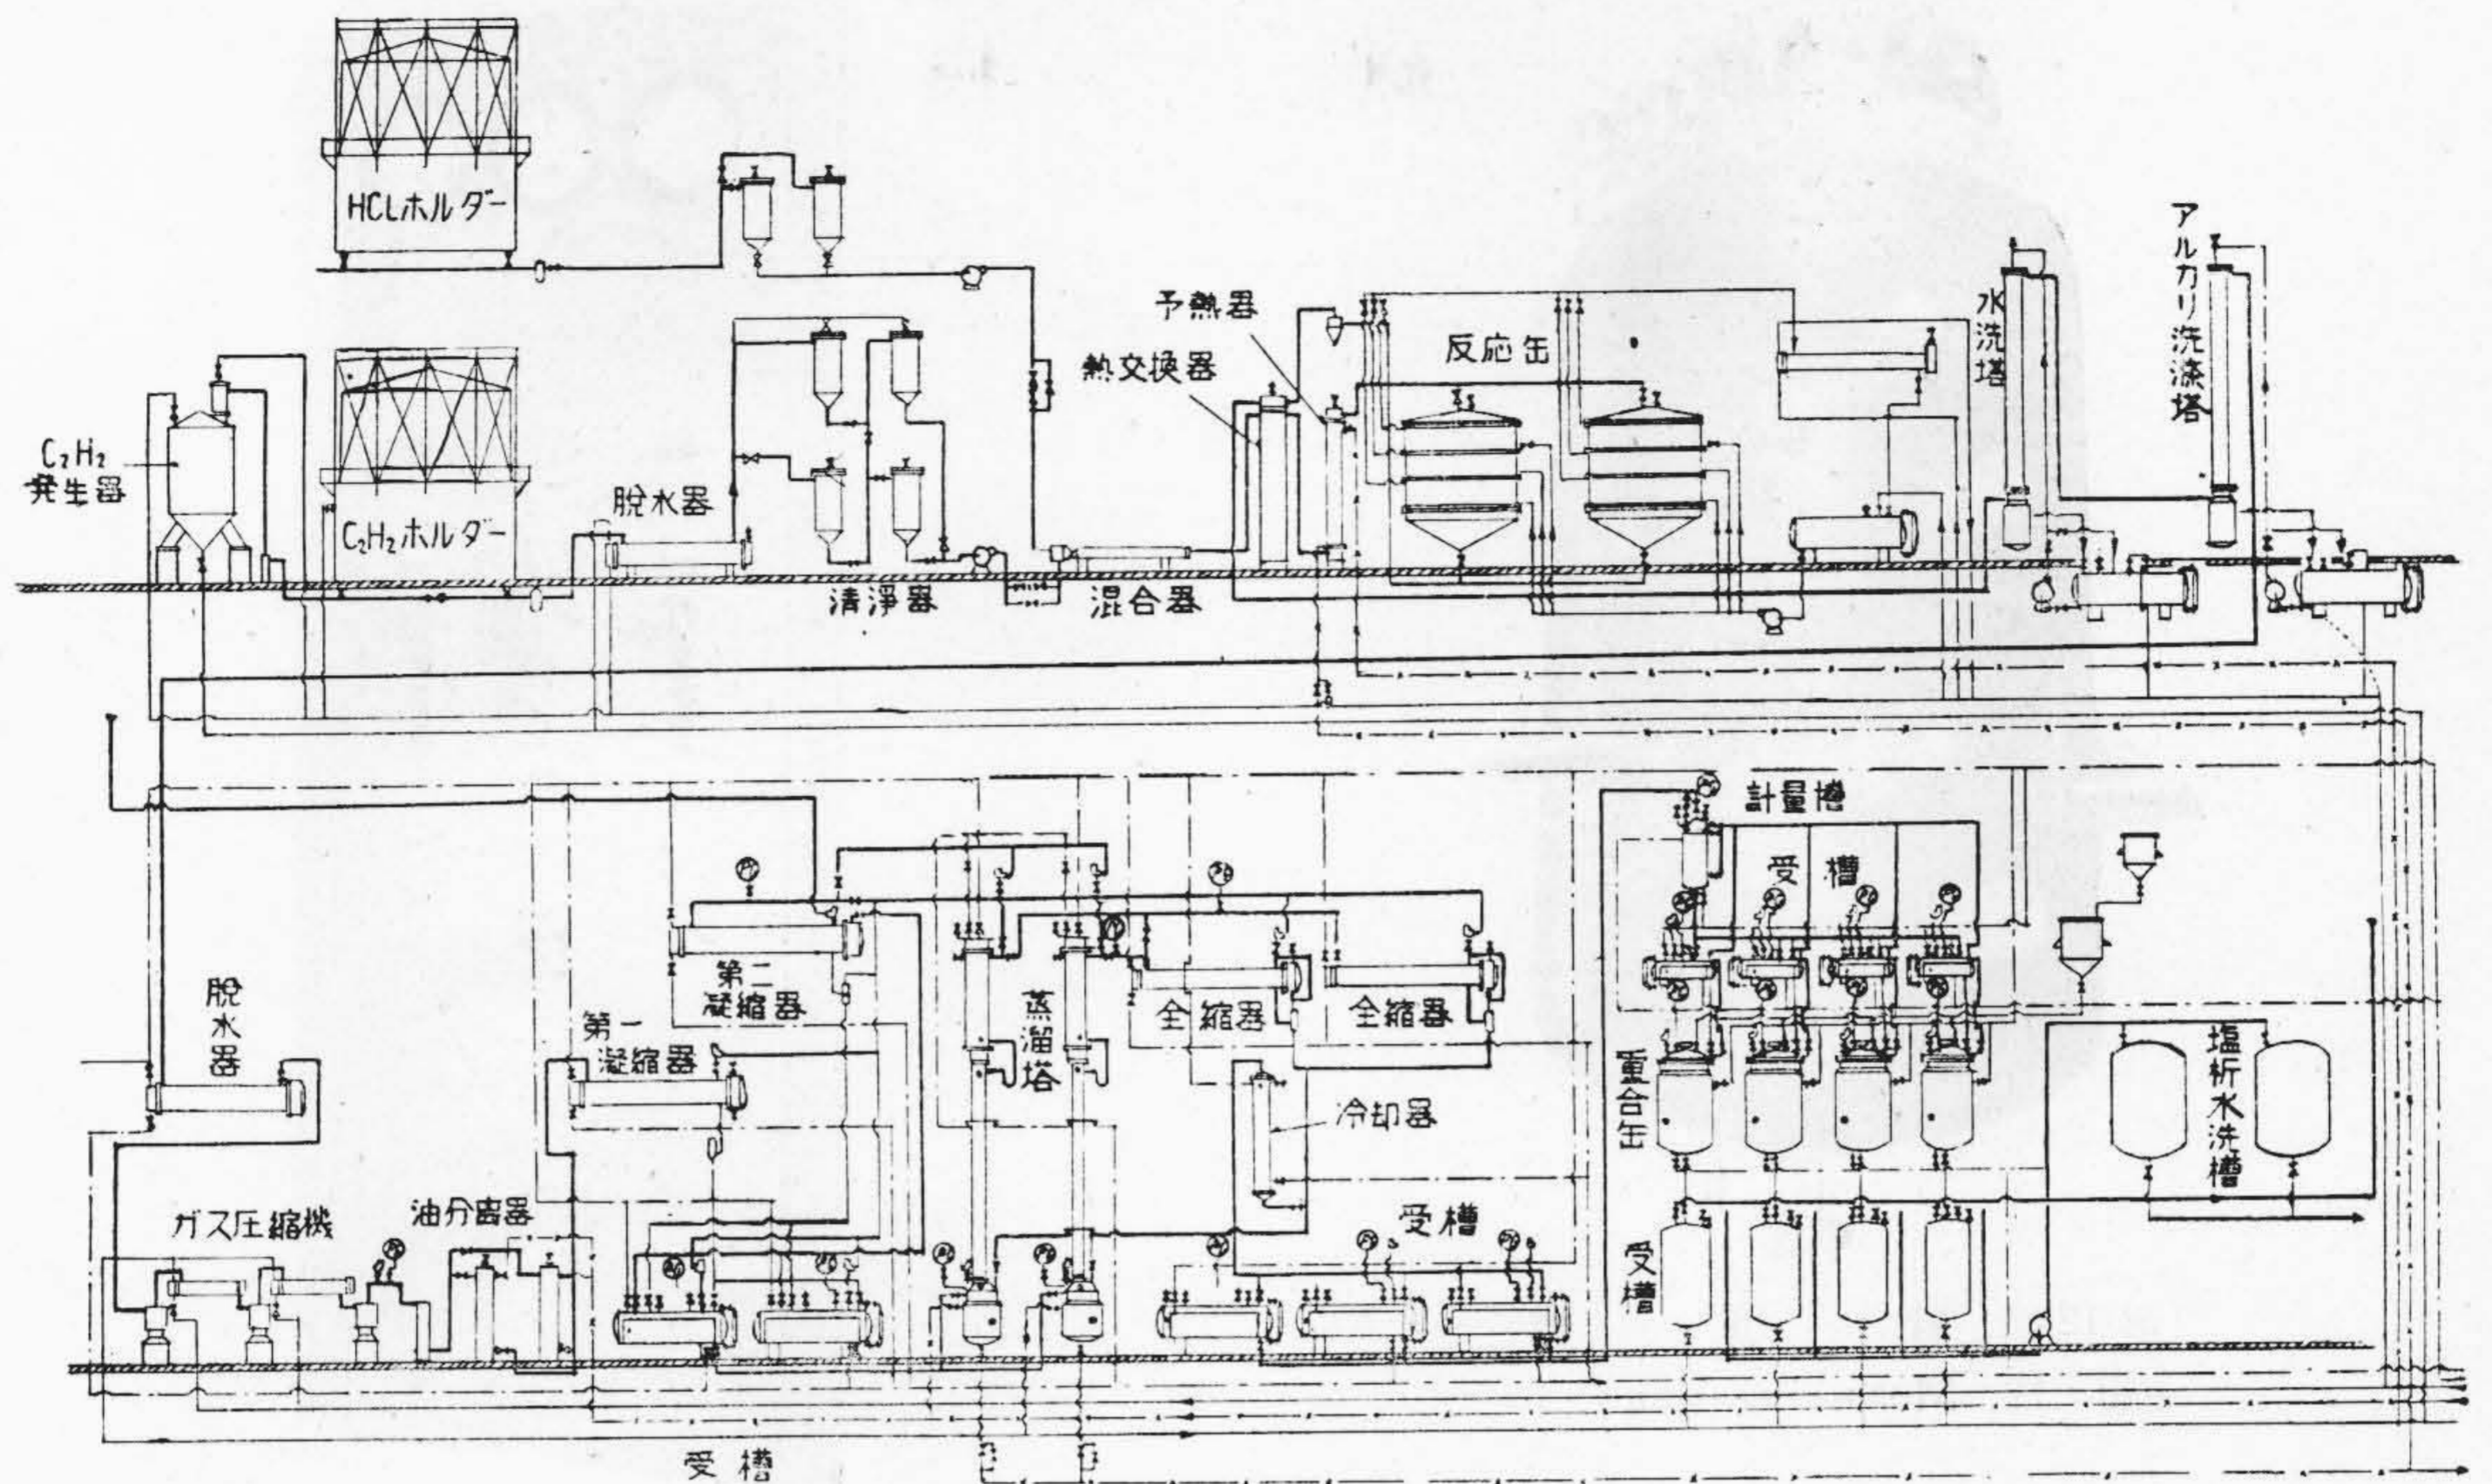 HCLホルダー
C₂H₂
発生器
C₂H₂ホルダー
脱水器
清浄器
混合器
熱交換器
予熱器
反応缶
水洗塔
アルカリ洗滌塔
脱水器
ガス圧縮機
油分离器
第一
凝縮器
第二
凝縮器
受槽
蒸溜塔
全縮器
全縮器
冷却器
受槽
計量槽
受槽
重合缶
受槽
塩析水洗槽